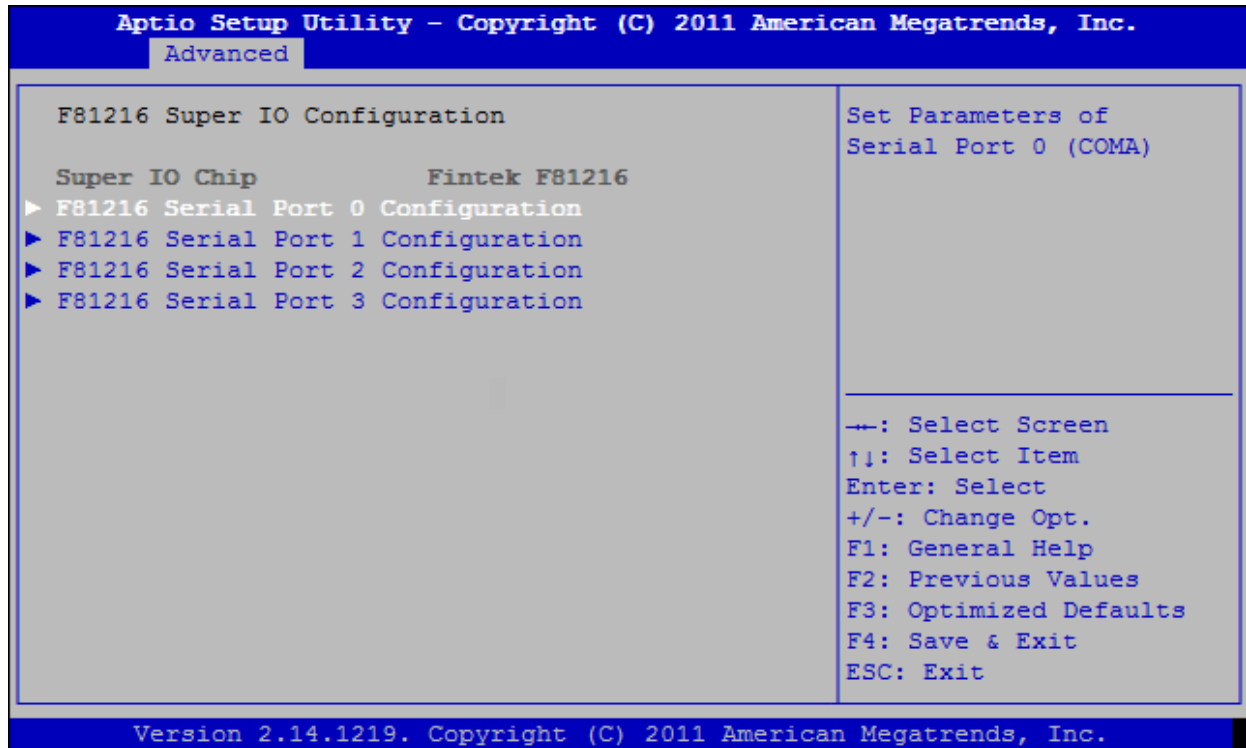 Aptio Setup Utility – Copyright (C) 2011 American Megatrends, Inc.
Advanced
F81216 Super IO Configuration
Super IO Chip Fintek F81216
► F81216 Serial Port 0 Configuration
► F81216 Serial Port 1 Configuration
► F81216 Serial Port 2 Configuration
► F81216 Serial Port 3 Configuration
Set Parameters of
Serial Port 0 (COMA)
→←: Select Screen
↑↓: Select Item
Enter: Select
+/-: Change Opt.
F1: General Help
F2: Previous Values
F3: Optimized Defaults
F4: Save & Exit
ESC: Exit
Version 2.14.1219. Copyright (C) 2011 American Megatrends, Inc.